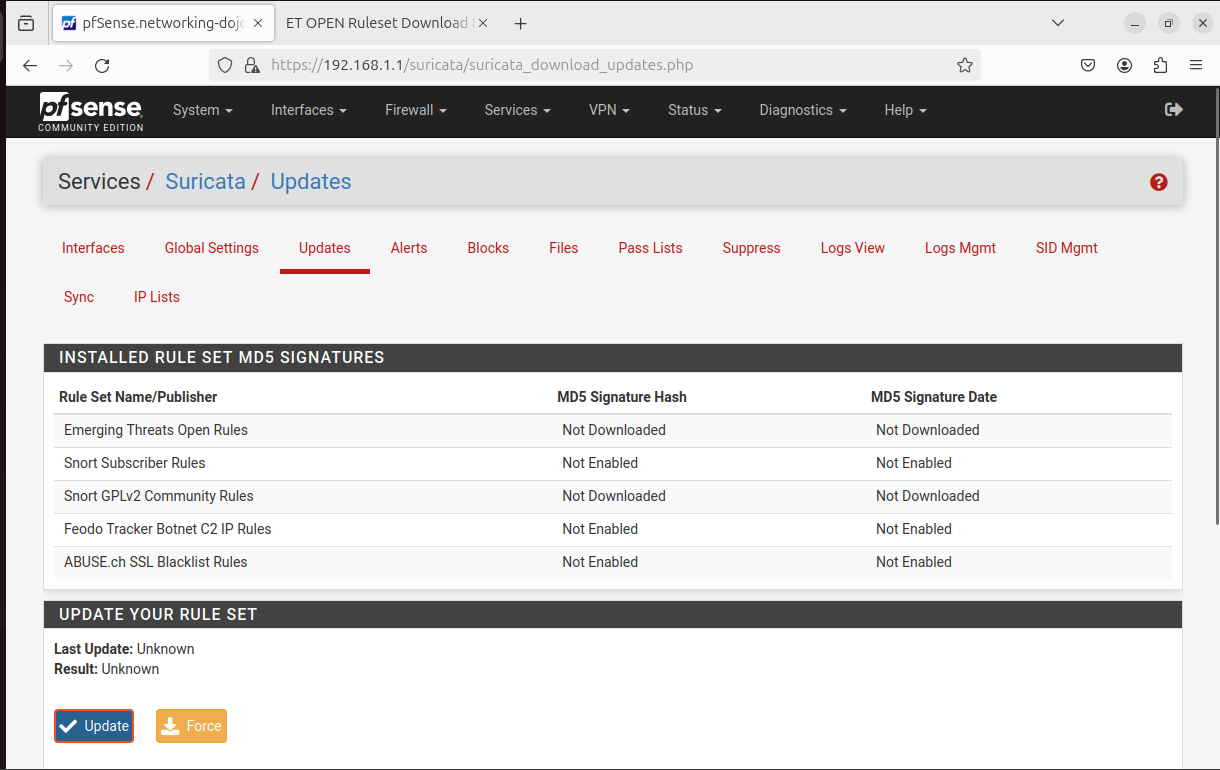 pfSense.networking-dojo
ET OPEN Ruleset Download
https://192.168.1.1/suricata/suricata_download_updates.php
pfsense
COMMUNITY EDITION
System
Interfaces
Firewall
Services
VPN
Status
Diagnostics
Help
Services / Suricata / Updates
Interfaces
Global Settings
Updates
Alerts
Blocks
Files
Pass Lists
Suppress
Logs View
Logs Mgmt
SID Mgmt
Sync
IP Lists
INSTALLED RULE SET MD5 SIGNATURES
Rule Set Name/Publisher MD5 Signature Hash MD5 Signature Date
Emerging Threats Open Rules Not Downloaded Not Downloaded
Snort Subscriber Rules Not Enabled Not Enabled
Snort GPLv2 Community Rules Not Downloaded Not Downloaded
Feodo Tracker Botnet C2 IP Rules Not Enabled Not Enabled
ABUSE.ch SSL Blacklist Rules Not Enabled Not Enabled
UPDATE YOUR RULE SET
Last Update: Unknown
Result: Unknown
Update
Force